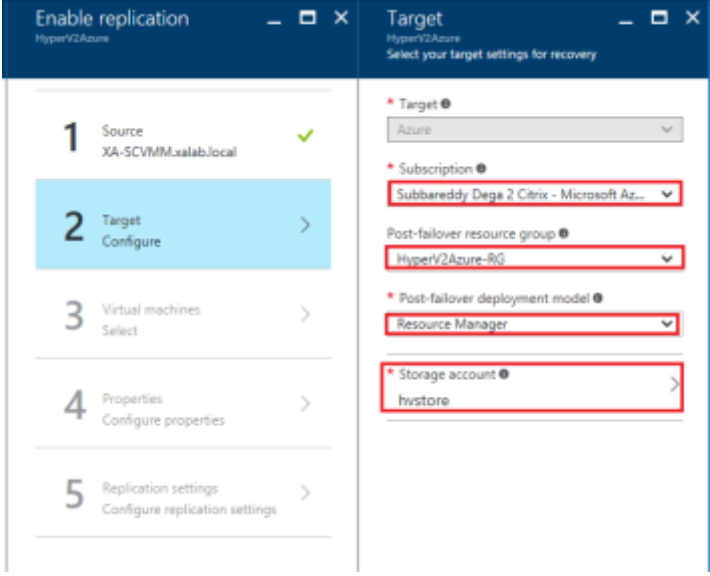 Enable replication
HyperV2Azure
1
Source
XA-SCVMM.xalab.local
2
Target
Configure
3
Virtual machines
Select
4
Properties
Configure properties
5
Replication settings
Configure replication settings
Target
HyperV2Azure
Select your target settings for recovery
* Target
Azure
* Subscription
Subbareddy Dega 2 Citrix - Microsoft Az...
Post-failover resource group
HyperV2Azure-RG
* Post-failover deployment model
Resource Manager
* Storage account
hvstore